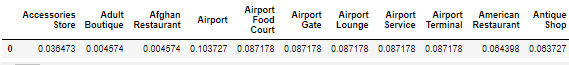 Accessories Store Adult Boutique Afghan Restaurant Airport Airport Food Court Airport Gate Airport Lounge Airport Service Airport Terminal American Restaurant Antique Shop
0 0.036473 0.004574 0.004574 0.103727 0.087178 0.087178 0.087178 0.087178 0.087178 0.064398 0.063727